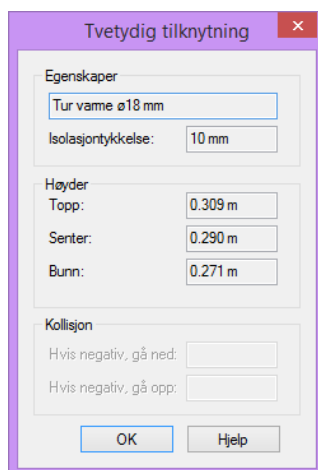 Tvetydig tilknytning
Egenskaper
Tur varme ø18 mm
Isolasjontykkelse: 10 mm
Høyder
Topp: 0.309 m
Senter: 0.290 m
Bunn: 0.271 m
Kollisjon
Hvis negativ, gå ned:
Hvis negativ, gå opp:
OK Hjelp